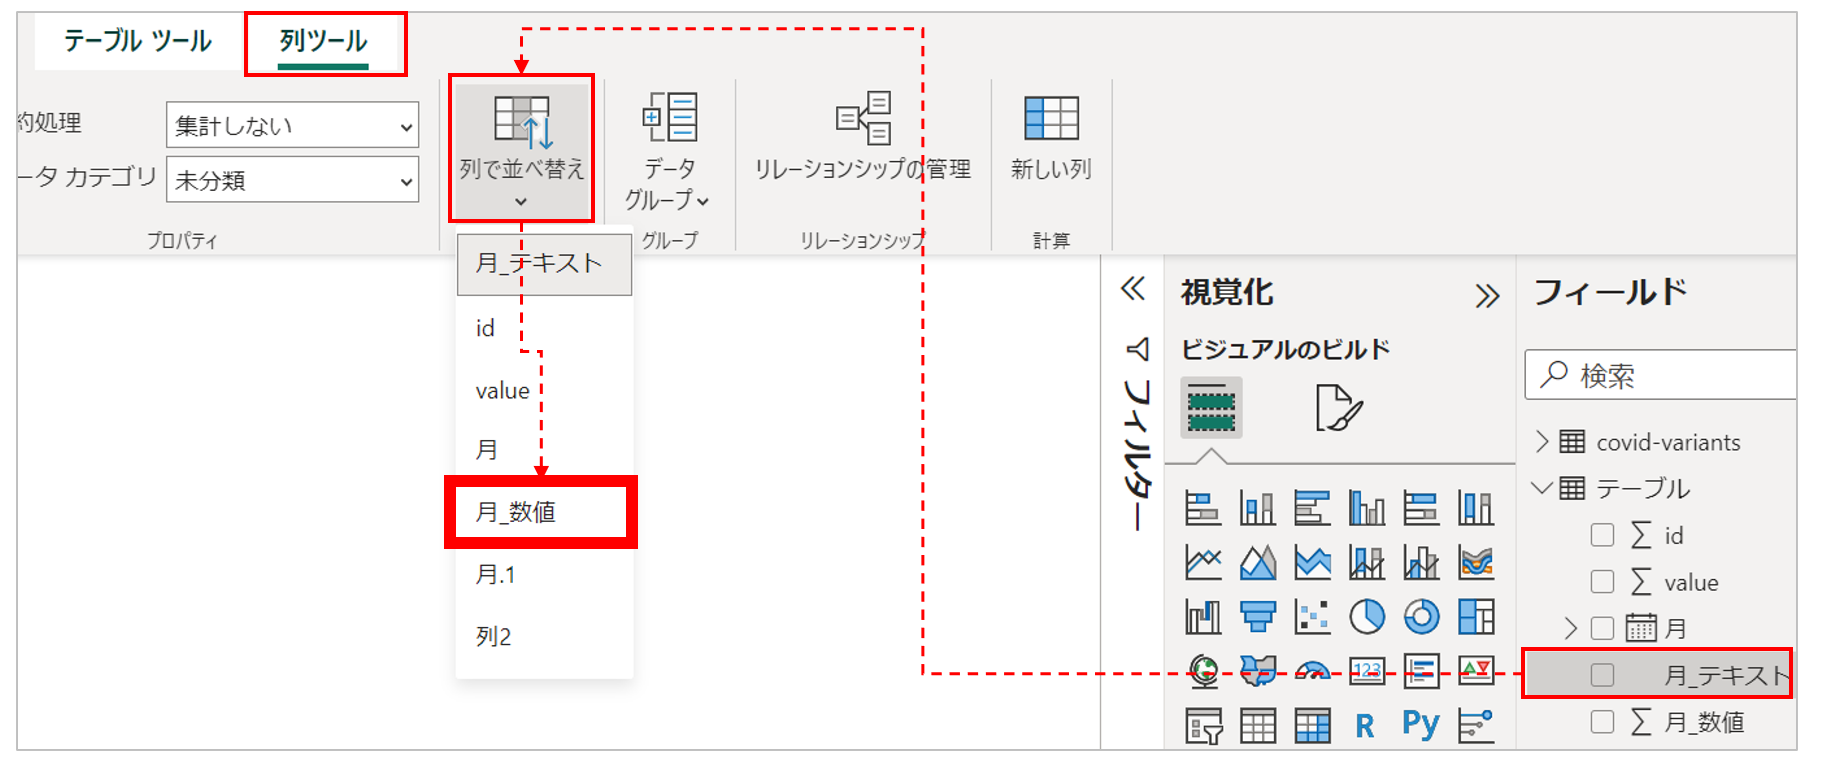 テーブル ツール
列ツール
約処理
集計しない
ータ カテゴリ
未分類
プロパティ
列で並べ替え
データ
グループ
グループ
リレーションシップの管理
リレーションシップ
新しい列
計算
月_テキスト
id
value
月
月_数値
月.1
列2
フィルター
視覚化
ビジュアルのビルド
123
R
Py
フィールド
検索
covid-variants
テーブル
id
value
月
月_テキスト
月_数値